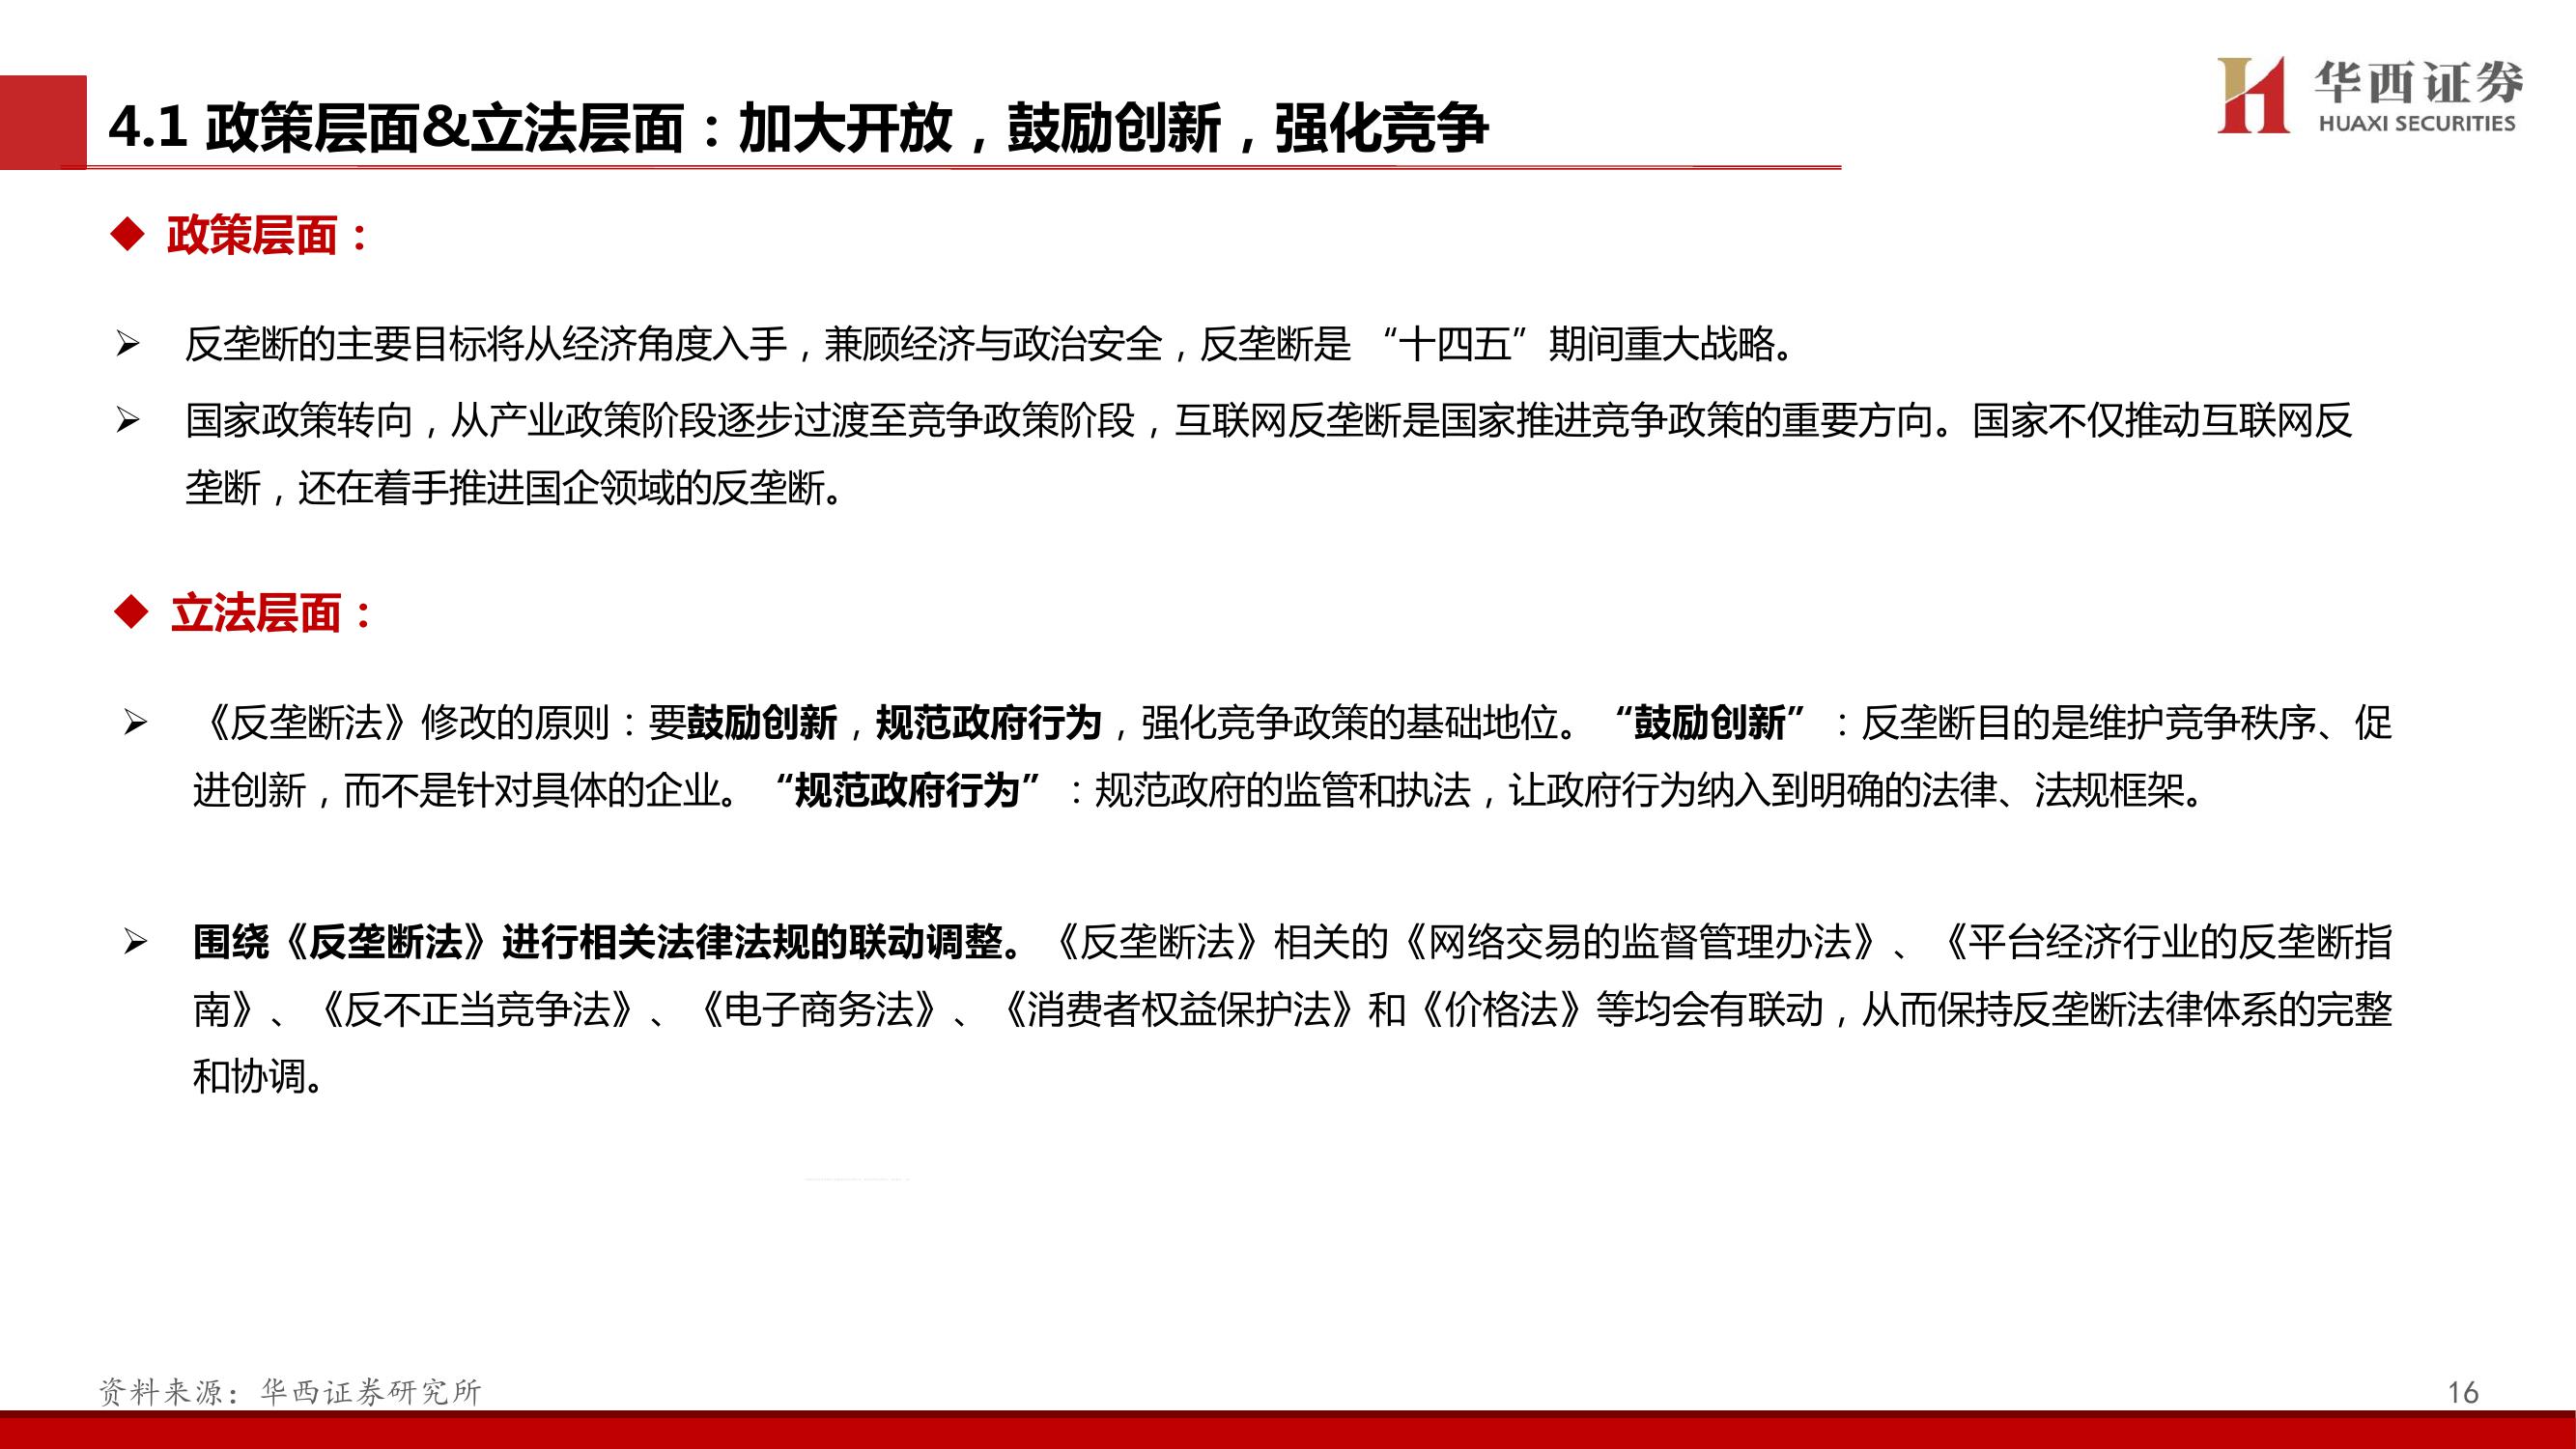 华西证券
HUAXI SECURITIES
4.1 政策层面&立法层面：加大开放，鼓励创新，强化竞争
政策层面：
反垄断的主要目标将从经济角度入手，兼顾经济与政治安全，反垄断是 “十四五”期间重大战略。
国家政策转向，从产业政策阶段逐步过渡至竞争政策阶段，互联网反垄断是国家推进竞争政策的重要方向。国家不仅推动互联网反
垄断，还在着手推进国企领域的反垄断。
立法层面：
《反垄断法》修改的原则：要鼓励创新，规范政府行为，强化竞争政策的基础地位。“鼓励创新”：反垄断目的是维护竞争秩序、促
进创新，而不是针对具体的企业。“规范政府行为”：规范政府的监管和执法，让政府行为纳入到明确的法律、法规框架。
围绕《反垄断法》进行相关法律法规的联动调整。《反垄断法》相关的《网络交易的监督管理办法》、《平台经济行业的反垄断指
南》、《反不正当竞争法》、《电子商务法》、《消费者权益保护法》和《价格法》等均会有联动，从而保持反垄断法律体系的完整
和协调。
资料来源：华西证券研究所
16